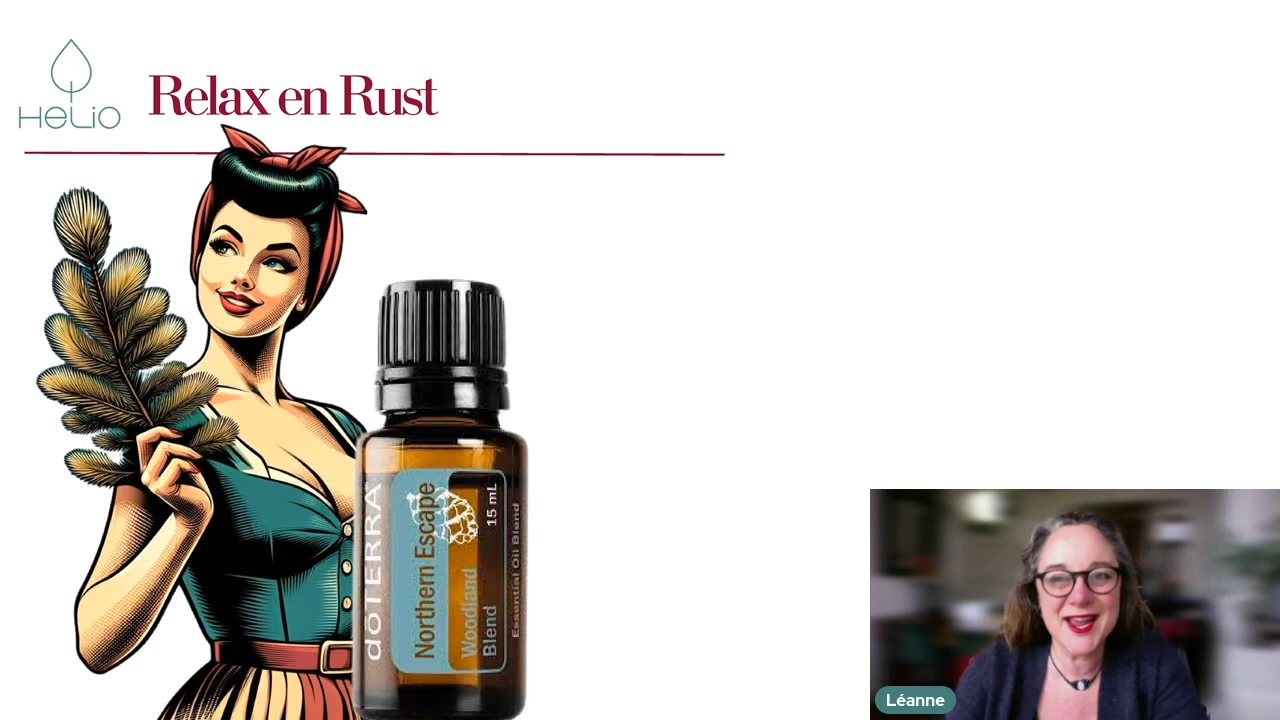 HeLiO
Relax en Rust
dōTERRA
Northern Escape
Woodland
Blend
15 mL
Essential Oil Blend
Léanne